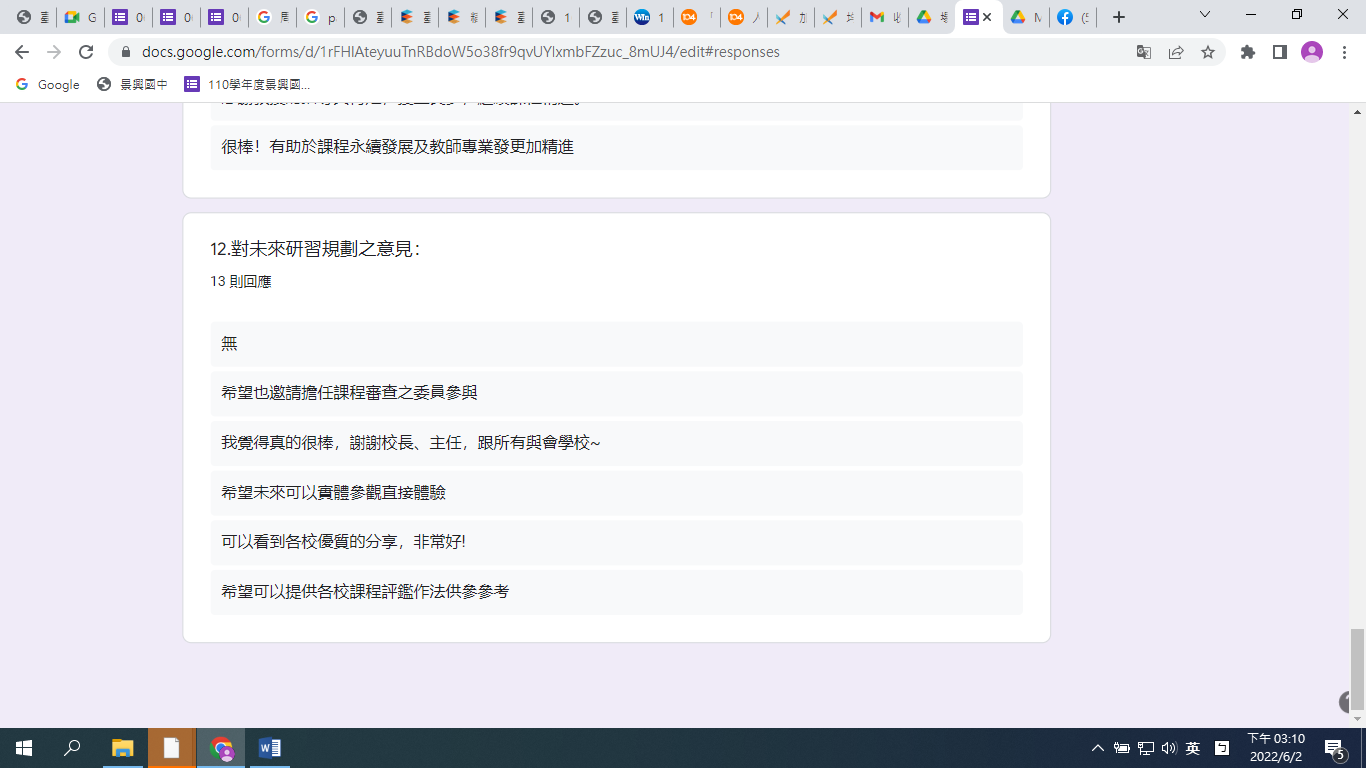 docs.google.com/forms/d/1rFHIAteyuuTnRBdoW5o38fr9qvUYlxmbFZzuc_8mUJ4/edit#responses
Google
景興國中
110學年度景興國...
很棒！有助於課程永續發展及教師專業發更加精進
12.對未來研習規劃之意見：
13 則回應
無
希望也邀請擔任課程審查之委員參與
我覺得真的很棒，謝謝校長、主任，跟所有與會學校~
希望未來可以實體參觀直接體驗
可以看到各校優質的分享，非常好!
希望可以提供各校課程評鑑作法供參參考
英
下午 03:10
2022/6/2
5